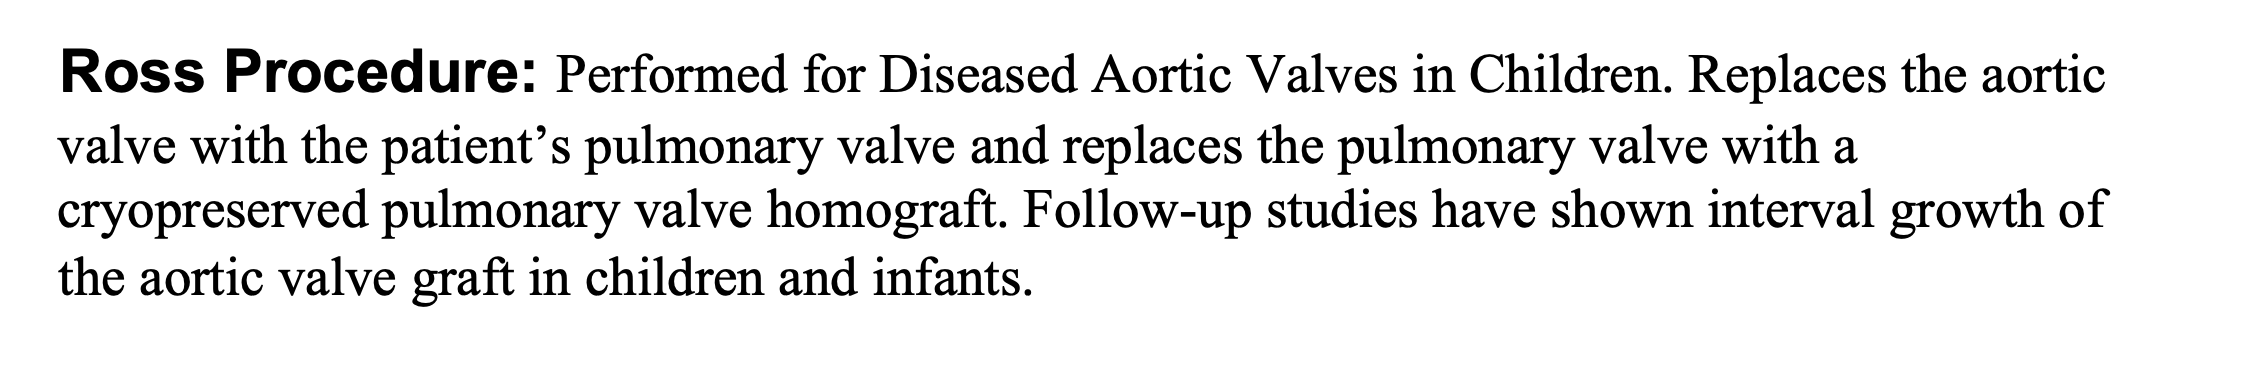 Ross Procedure: Performed for Diseased Aortic Valves in Children. Replaces the aortic
valve with the patient’s pulmonary valve and replaces the pulmonary valve with a
cryopreserved pulmonary valve homograft. Follow-up studies have shown interval growth of
the aortic valve graft in children and infants.